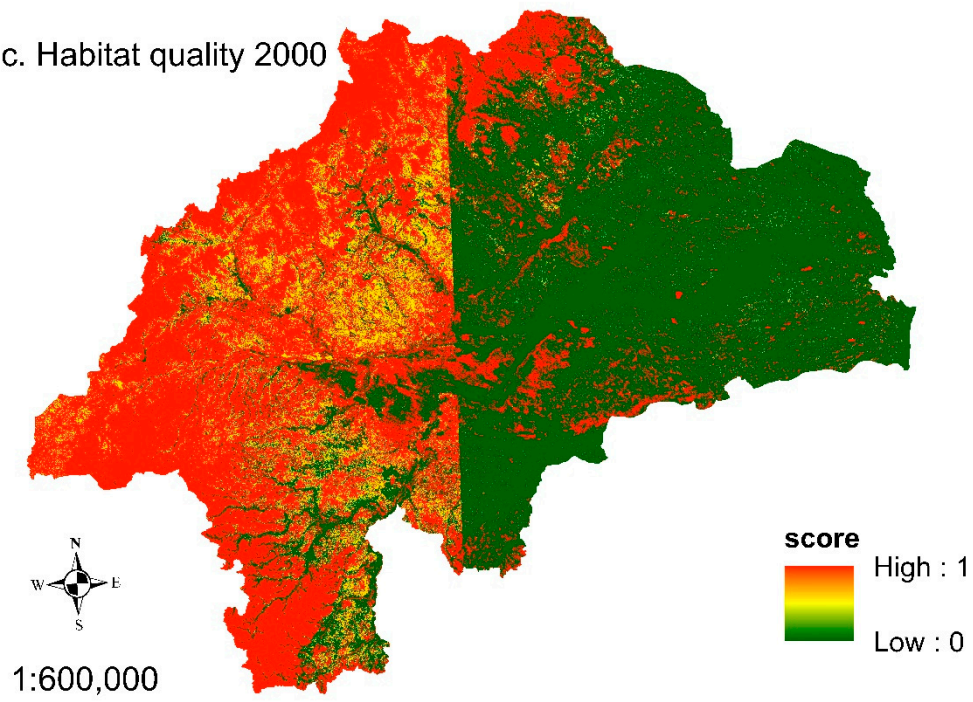 c. Habitat quality 2000
N
W E
S
1:600,000
score
High : 1
Low : 0